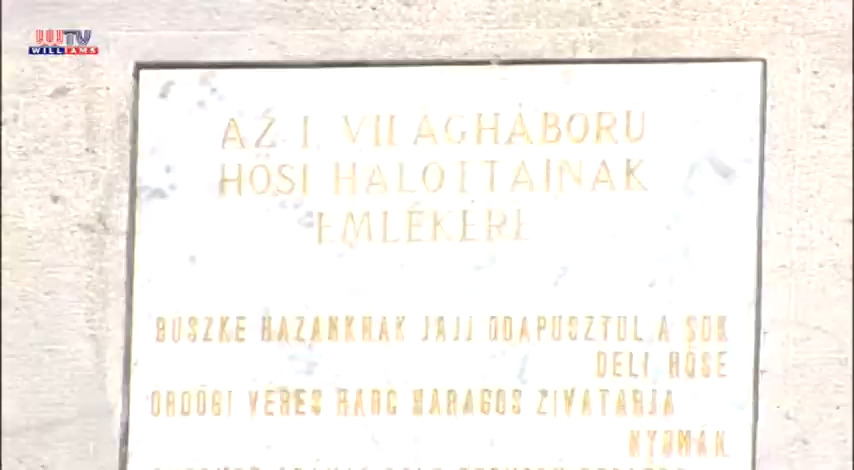 TV
WILLIAMS
AZ I. VILÁGHÁBORU
HŐSI HALOTTAINAK
EMLÉKÉRE
BÜSZKE HAZÁNKNAK JAJJ ODAPUSZTUL A SOK
DELI HŐSE
ÖRDÖGI VÉRES HARC HARAGOS ZIVATARJA
NYOMÁN